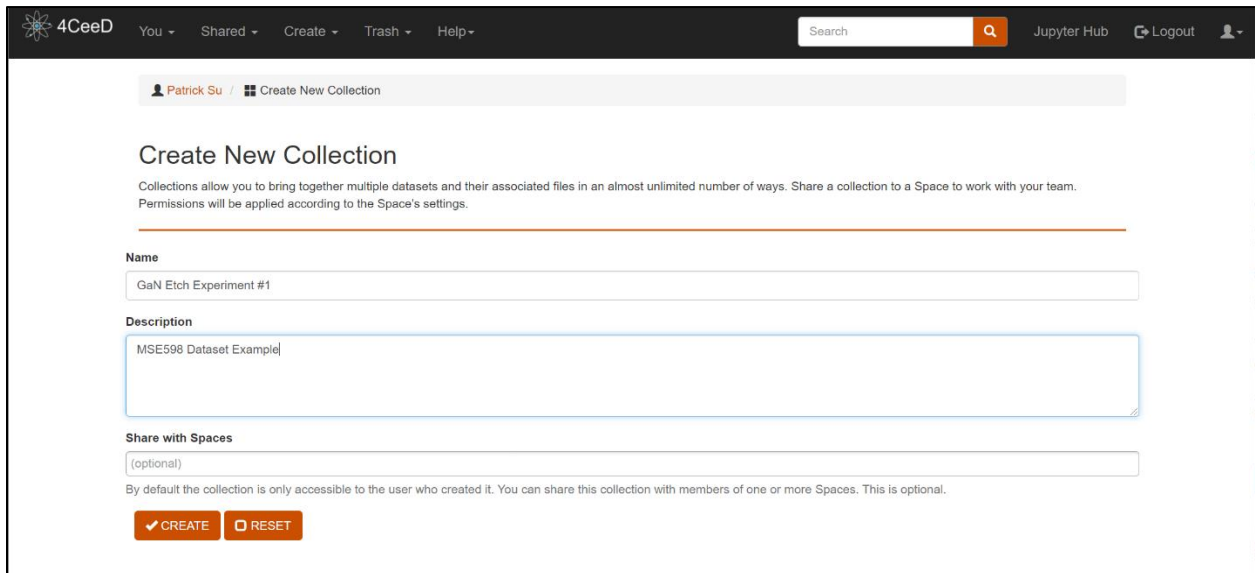 4CeeD You Shared Create Trash Help Search Jupyter Hub Logout
Patrick Su / Create New Collection
Create New Collection
Collections allow you to bring together multiple datasets and their associated files in an almost unlimited number of ways. Share a collection to a Space to work with your team.
Permissions will be applied according to the Space's settings.
Name
GaN Etch Experiment #1
Description
MSE598 Dataset Example
Share with Spaces
(optional)
By default the collection is only accessible to the user who created it. You can share this collection with members of one or more Spaces. This is optional.
CREATE RESET